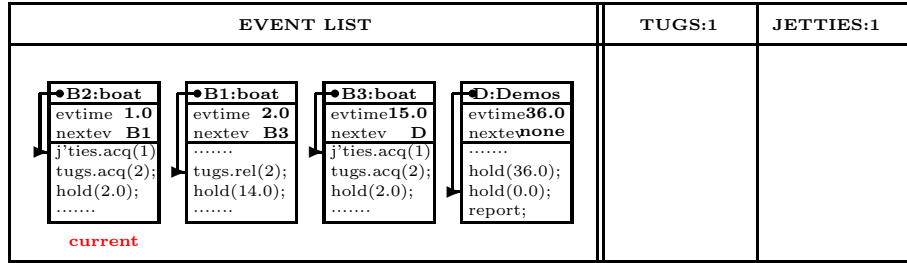 EVENT LIST
TUGS:1
JETTIES:1
B2:boat
evtime 1.0
nextev B1
j'ties.acq(1)
tugs.acq(2);
hold(2.0);
.......
current
B1:boat
evtime 2.0
nextev B3
.......
tugs.rel(2);
hold(14.0);
.......
B3:boat
evtime15.0
nextev D
j'ties.acq(1)
tugs.acq(2);
hold(2.0);
.......
D:Demos
evtime36.0
nextevnone
.......
hold(36.0);
hold(0.0);
report;